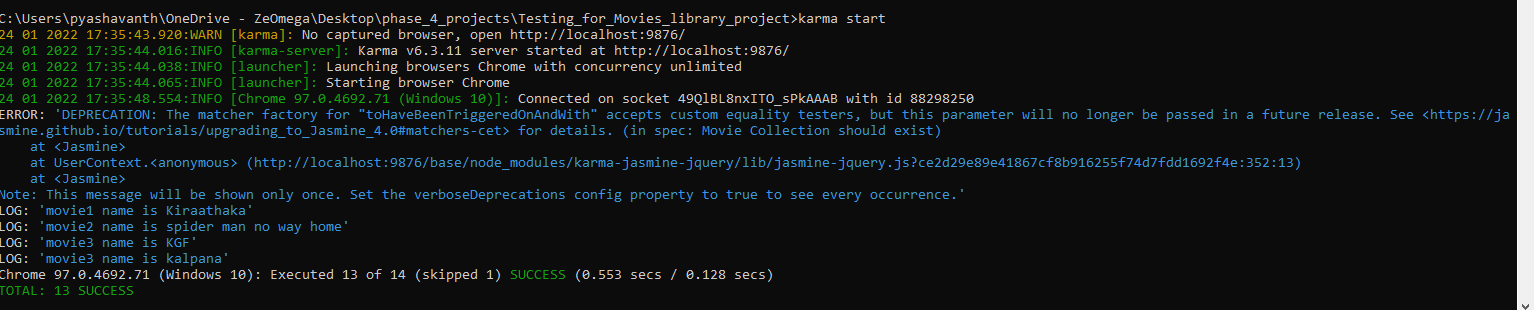 C:\Users\pyashavanth\OneDrive - ZeOmega\Desktop\phase_4_projects\Testing_for_Movies_library_project>karma start
24 01 2022 17:35:43.920:WARN [karma]: No captured browser, open http://localhost:9876/
24 01 2022 17:35:44.016:INFO [karma-server]: Karma v6.3.11 server started at http://localhost:9876/
24 01 2022 17:35:44.038:INFO [launcher]: Launching browsers Chrome with concurrency unlimited
24 01 2022 17:35:44.065:INFO [launcher]: Starting browser Chrome
24 01 2022 17:35:48.554:INFO [Chrome 97.0.4692.71 (Windows 10)]: Connected on socket 49QlBL8nxITO_sPkAAAB with id 88298250
ERROR: 'DEPRECATION: The matcher factory for "toHaveBeenTriggeredOnAndWith" accepts custom equality testers, but this parameter will no longer be passed in a future release. See <https://ja
smine.github.io/tutorials/upgrading_to_Jasmine_4.0#matchers-cet> for details. (in spec: Movie Collection should exist)
    at <Jasmine>
    at UserContext.<anonymous> (http://localhost:9876/base/node_modules/karma-jasmine-jquery/lib/jasmine-jquery.js?ce2d29e89e41867cf8b916255f74d7fdd1692f4e:352:13)
    at <Jasmine>
Note: This message will be shown only once. Set the verboseDeprecations config property to true to see every occurrence.'
LOG: 'movie1 name is Kiraathaka'
LOG: 'movie2 name is spider man no way home'
LOG: 'movie3 name is KGF'
LOG: 'movie3 name is kalpana'
Chrome 97.0.4692.71 (Windows 10): Executed 13 of 14 (skipped 1) SUCCESS (0.553 secs / 0.128 secs)
TOTAL: 13 SUCCESS